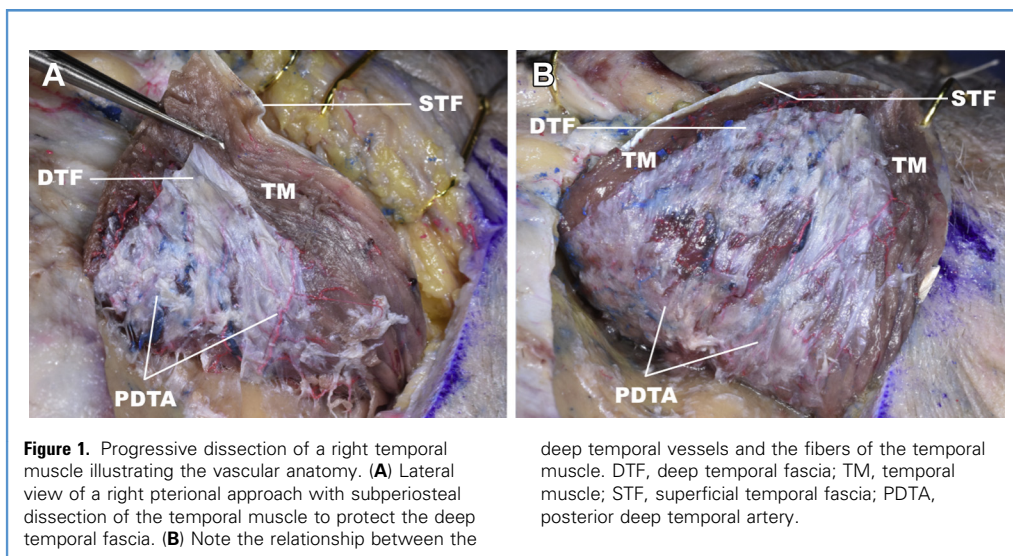 A
STF
DTF
TM
PDTA
B
STF
DTF
TM
TM
PDTA
Figure 1. Progressive dissection of a right temporal
muscle illustrating the vascular anatomy. (A) Lateral
view of a right pterional approach with subperiosteal
dissection of the temporal muscle to protect the deep
temporal fascia. (B) Note the relationship between the
deep temporal vessels and the fibers of the temporal
muscle. DTF, deep temporal fascia; TM, temporal
muscle; STF, superficial temporal fascia; PDTA,
posterior deep temporal artery.